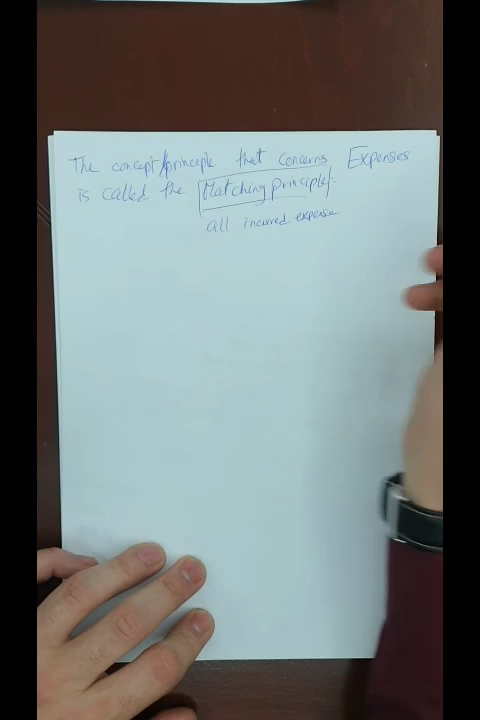 The concept/principle that concerns Expenses
is called the Matching principle:
all incurred expense